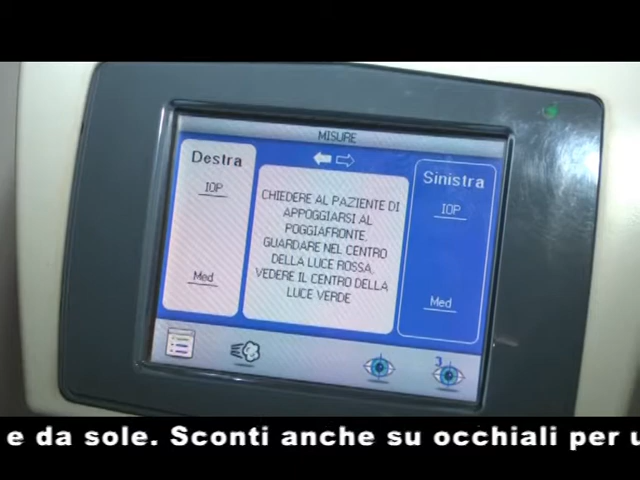 MISURE
Destra
IOP
Med
CHIEDERE AL PAZIENTE DI
APPOGGIARSI AL
POGGIAFRONTE.
GUARDARE NEL CENTRO
DELLA LUCE ROSSA.
VEDERE IL CENTRO DELLA
LUCE VERDE
Sinistra
IOP
Med
3
e da sole. Sconti anche su occhiali per u